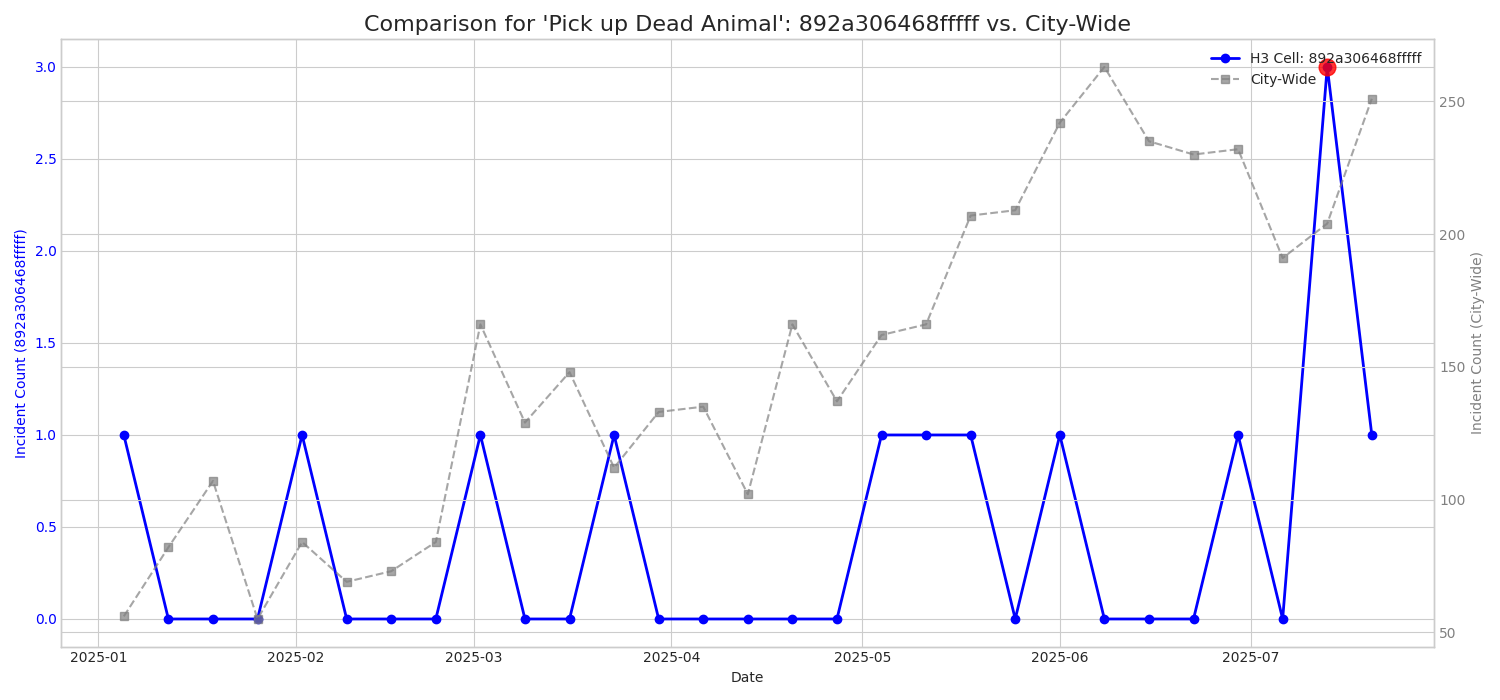 Comparison for 'Pick up Dead Animal': 892a306468fffff vs. City-Wide
H3 Cell: 892a306468fffff
City-Wide
Incident Count (892a306468fffff)
3.0
2.5
2.0
1.5
1.0
0.5
0.0
250
200
150
100
50
Incident Count (City-Wide)
2025-01 2025-02 2025-03 2025-04 2025-05 2025-06 2025-07
Date